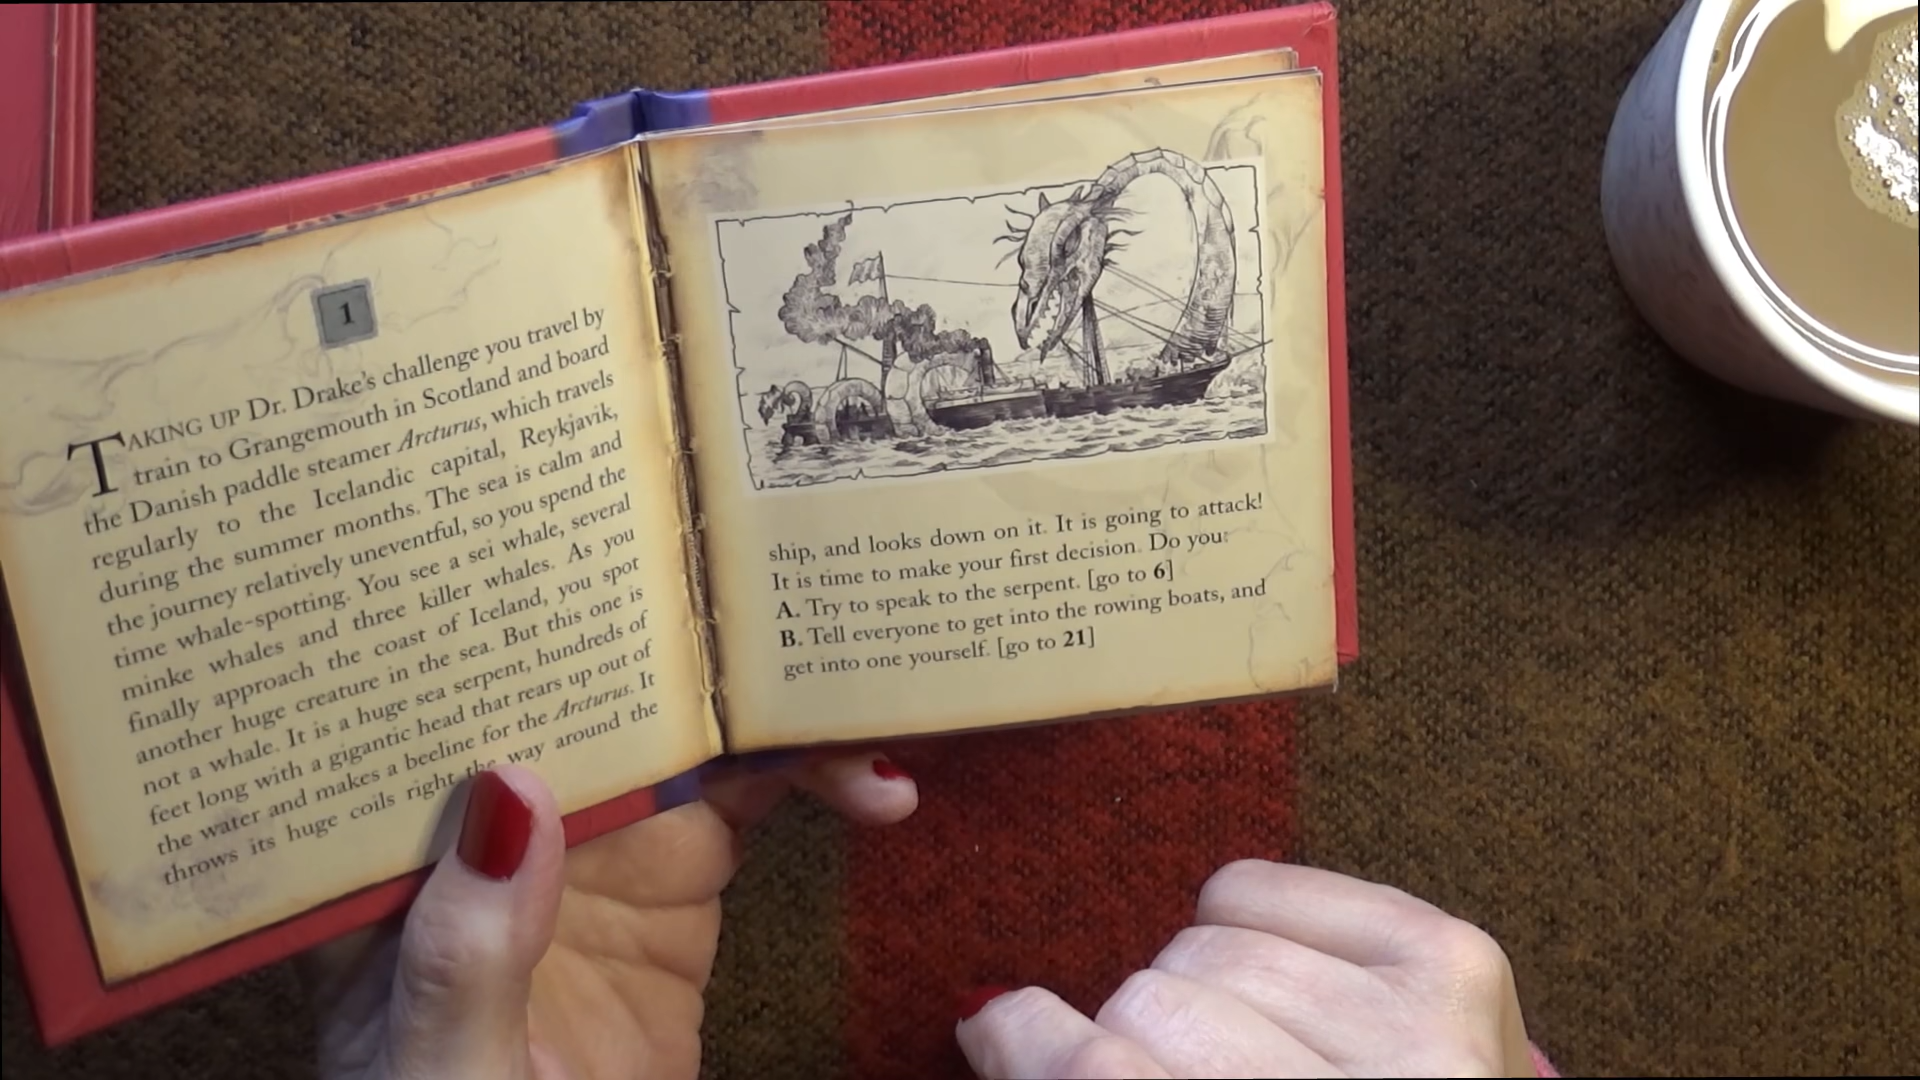 1
TAKING UP Dr. Drake's challenge you travel by
train to Grangemouth in Scotland and board
the Danish paddle steamer Arcturus, which travels
regularly to the Icelandic capital, Reykjavik,
during the summer months. The sea is calm and
the journey relatively uneventful, so you spend the
time whale-spotting. You see a sei whale, several
minke whales and three killer whales. As you
finally approach the coast of Iceland, you spot
another huge creature in the sea. But this one is
not a whale. It is a huge sea serpent, hundreds of
feet long with a gigantic head that rears up out of
the water and makes a beeline for the Arcturus. It
throws its huge coils right the way around the
ship, and looks down on it. It is going to attack!
It is time to make your first decision. Do you:
A. Try to speak to the serpent. [go to 6]
B. Tell everyone to get into the rowing boats, and
get into one yourself. [go to 21]